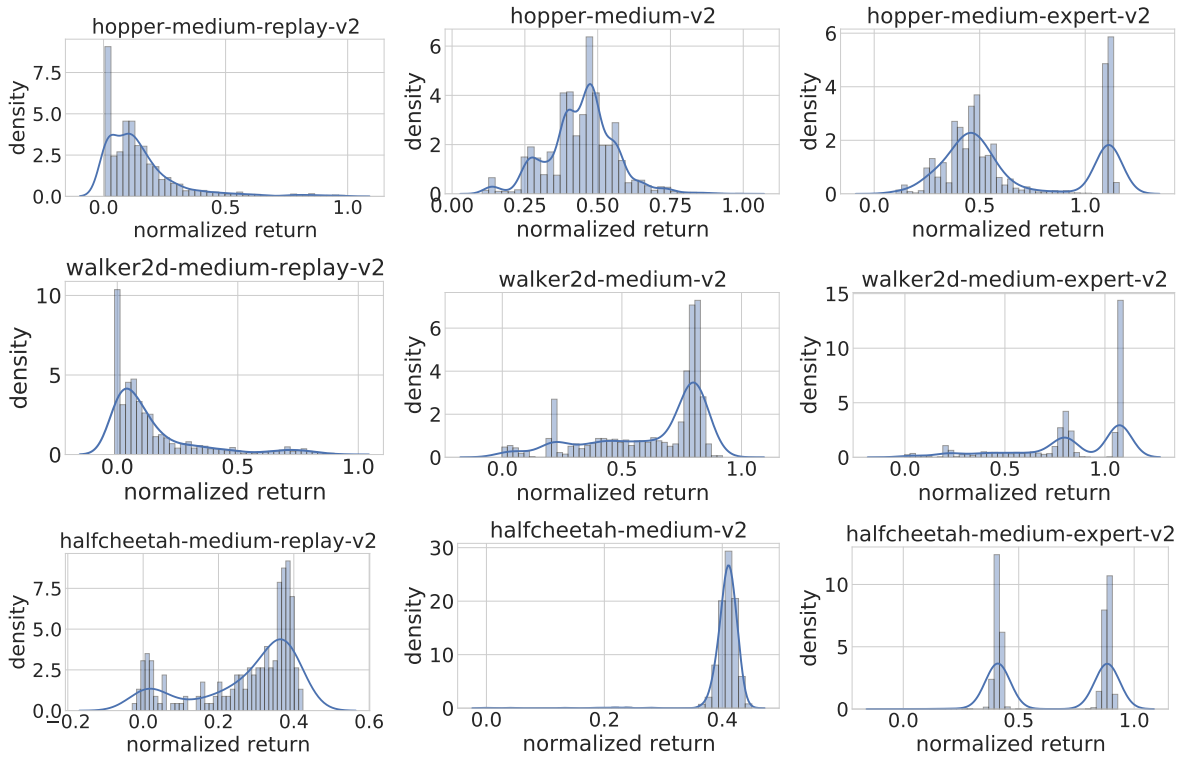 hopper-medium-replay-v2
density
7.5
5.0
2.5
0.0
0.0 0.5 1.0
normalized return
hopper-medium-v2
density
6
4
2
0
0.00 0.25 0.50 0.75 1.00
normalized return
hopper-medium-expert-v2
density
6
4
2
0
0.0 0.5 1.0
normalized return
walker2d-medium-replay-v2
density
10
5
0
0.0 0.5 1.0
normalized return
walker2d-medium-v2
density
6
4
2
0
0.0 0.5 1.0
normalized return
walker2d-medium-expert-v2
density
15
10
5
0
0.0 0.5 1.0
normalized return
halfcheetah-medium-replay-v2
density
7.5
5.0
2.5
0.0
−0.2 0.0 0.2 0.4 0.6
normalized return
halfcheetah-medium-v2
density
30
20
10
0
0.0 0.2 0.4
normalized return
halfcheetah-medium-expert-v2
density
10
5
0
0.0 0.5 1.0
normalized return